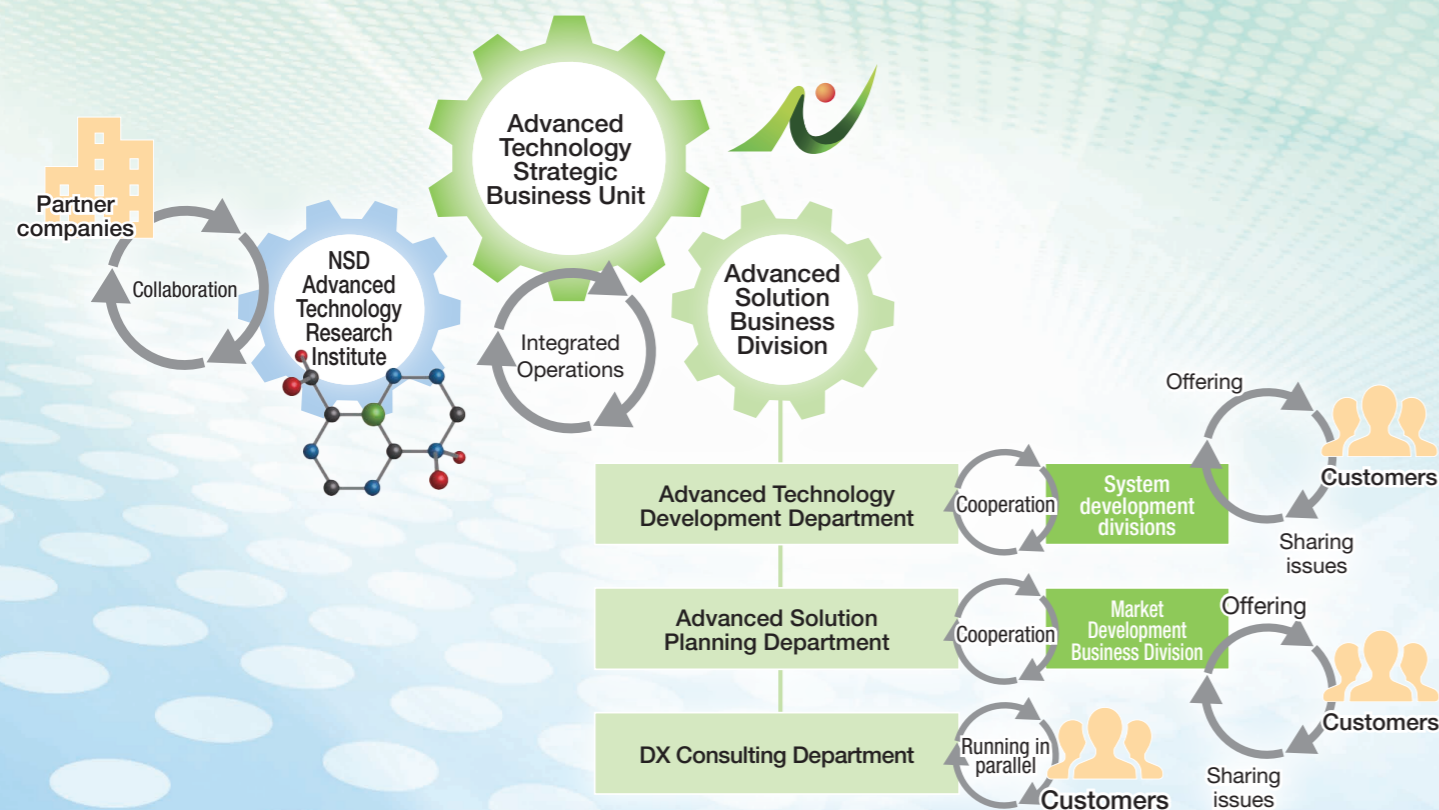 Advanced
Technology
Strategic
Business Unit
Partner
companies
Collaboration
NSD
Advanced
Technology
Research
Institute
Integrated
Operations
Advanced
Solution
Business
Division
Advanced Technology
Development Department
Cooperation
System
development
divisions
Offering
Customers
Sharing
issues
Advanced Solution
Planning Department
Cooperation
Market
Development
Business Division
Offering
Customers
Sharing
issues
DX Consulting Department
Running in
parallel
Customers